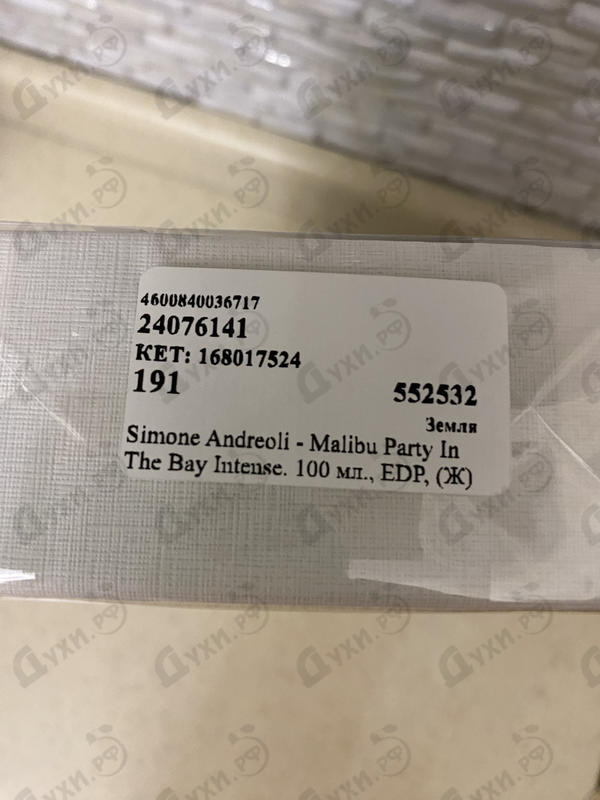 4600840036717
24076141
КЕТ: 168017524
191
552532
Земля
Simone Andreoli - Malibu Party In
The Bay Intense. 100 мл., EDP, (Ж)
Духи.рф